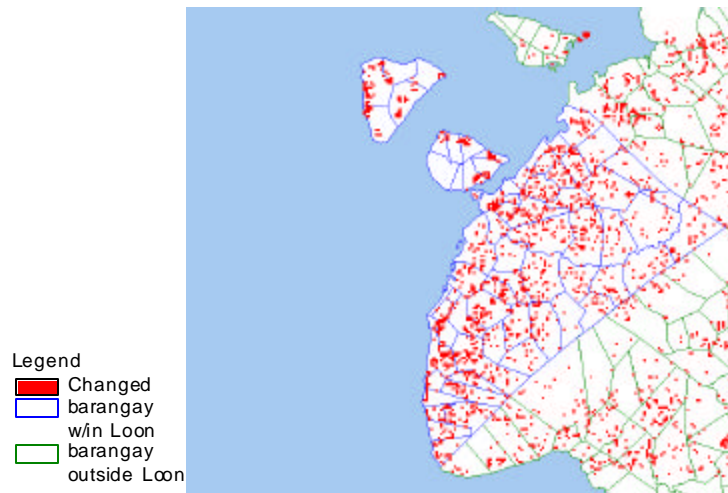 Legend
Changed
barangay
w/in Loon
barangay
outside Loon